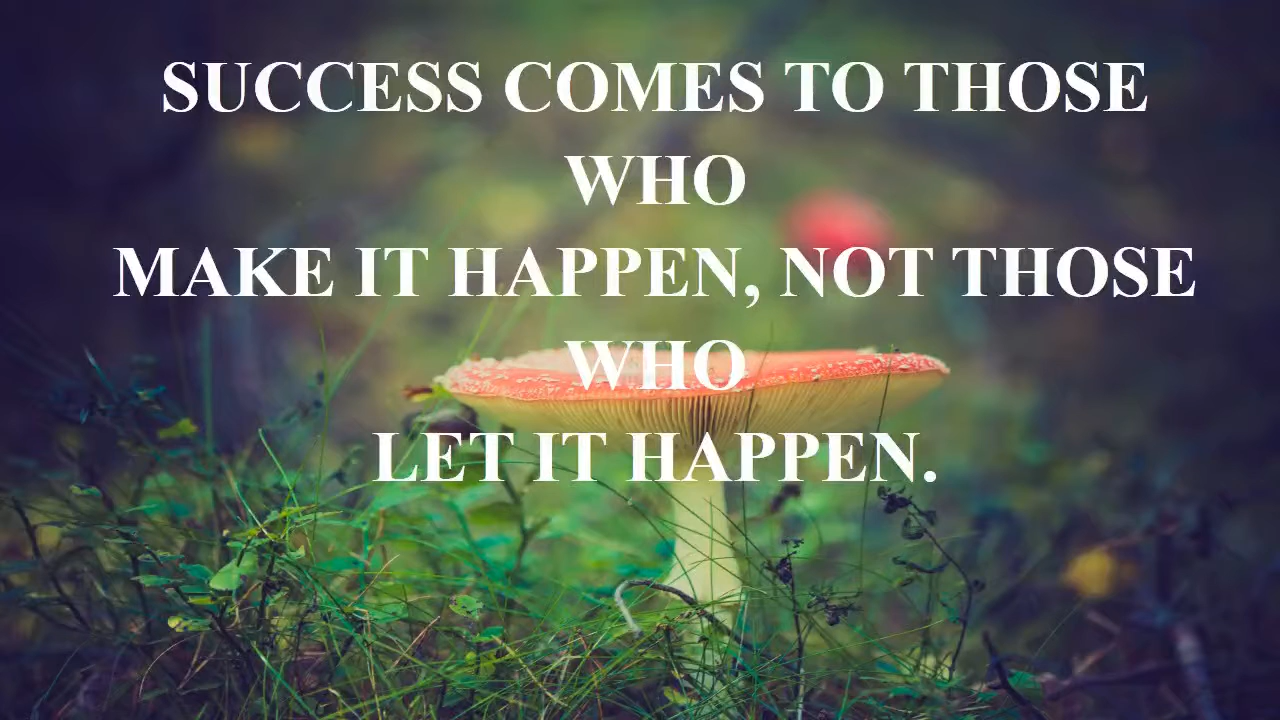 SUCCESS COMES TO THOSE
WHO
MAKE IT HAPPEN, NOT THOSE
WHO
LET IT HAPPEN.